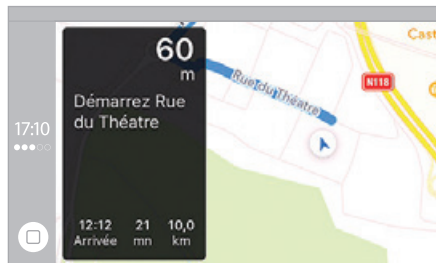 60
m
Démarrez Rue
du Théatre
12:12 21 10,0
Arrivée mn km
17:10
Rue du Théatre
N118
Cast